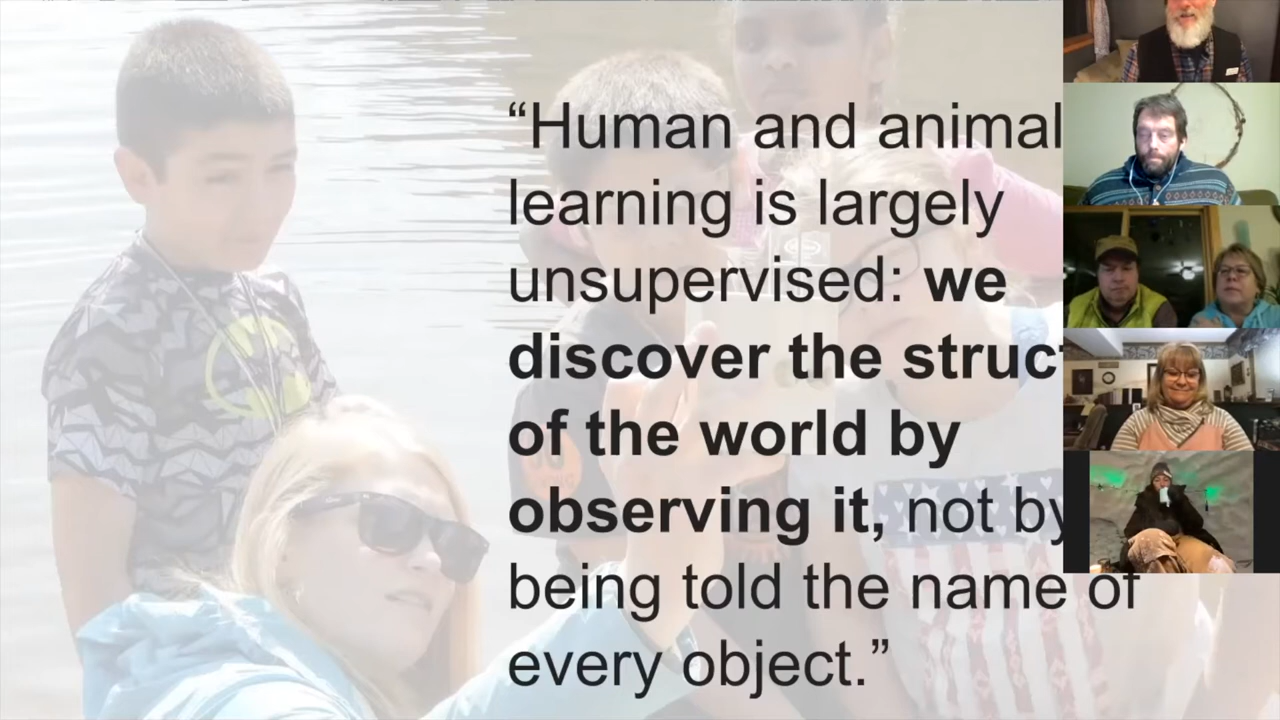 “Human and animal
learning is largely
unsupervised: we
discover the struc
of the world by
observing it, not by
being told the name of
every object.”